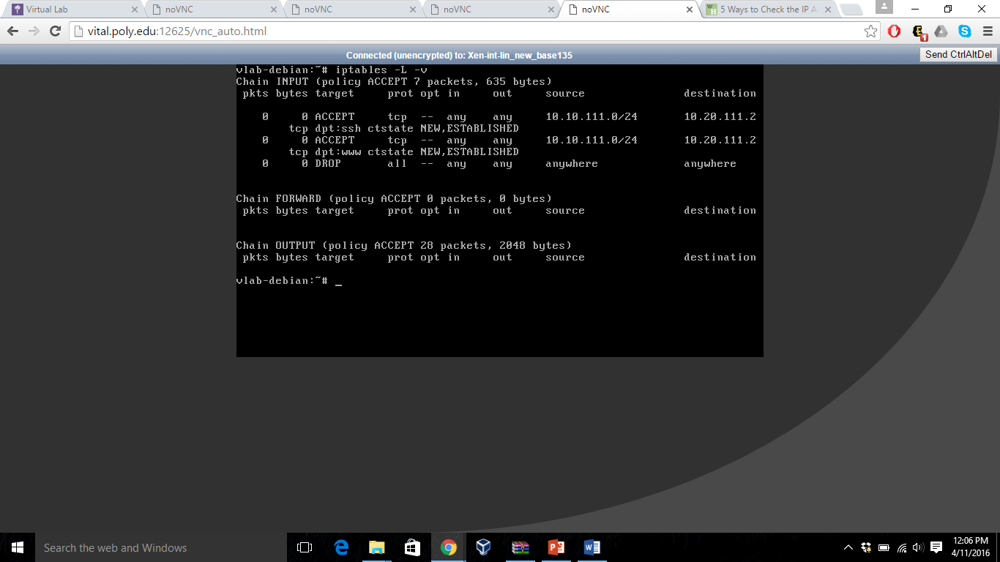 Virtual Lab
noVNC
noVNC
noVNC
noVNC
5 Ways to Check the IP A
vital.poly.edu:12625/vnc_auto.html
1
Connected (unencrypted) to: Xen-int-lin_new_base135
Send CtrlAltDel
vlab-debian:~# iptables -L -v
Chain INPUT (policy ACCEPT 7 packets, 635 bytes)
pkts bytes target prot opt in out source destination
0 0 ACCEPT tcp -- any any 10.10.111.0/24 10.20.111.2
tcp dpt:ssh ctstate NEW,ESTABLISHED
0 0 ACCEPT tcp -- any any 10.10.111.0/24 10.20.111.2
tcp dpt:www ctstate NEW,ESTABLISHED
0 0 DROP all -- any any anywhere anywhere
Chain FORWARD (policy ACCEPT 0 packets, 0 bytes)
pkts bytes target prot opt in out source destination
Chain OUTPUT (policy ACCEPT 28 packets, 2048 bytes)
pkts bytes target prot opt in out source destination
vlab-debian:~# _
Search the web and Windows
12:06 PM
4/11/2016